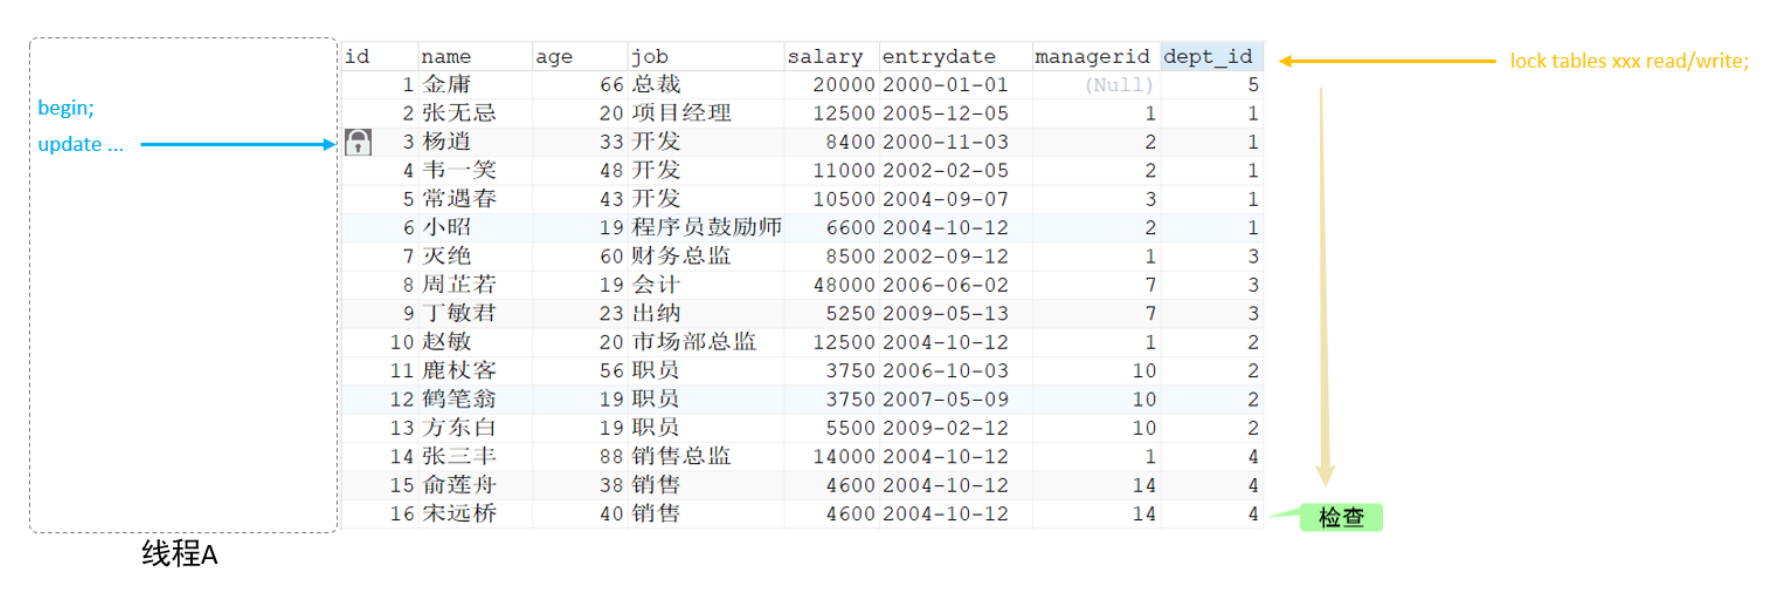 id name age job salary entrydate managerid dept_id
lock tables xxx read/write;
1 金庸 66 总裁 20000 2000-01-01 (Null) 5
begin;
2 张无忌 20 项目经理 12500 2005-12-05 1 1
update ...
3 杨逍 33 开发 8400 2000-11-03 2 1
4 韦一笑 48 开发 11000 2002-02-05 2 1
5 常遇春 43 开发 10500 2004-09-07 3 1
6 小昭 19 程序员鼓励师 6600 2004-10-12 2 1
7 灭绝 60 财务总监 8500 2002-09-12 1 3
8 周芷若 19 会计 48000 2006-06-02 7 3
9 丁敏君 23 出纳 5250 2009-05-13 7 3
10 赵敏 20 市场部总监 12500 2004-10-12 1 2
11 鹿杖客 56 职员 3750 2006-10-03 10 2
12 鹤笔翁 19 职员 3750 2007-05-09 10 2
13 方东白 19 职员 5500 2009-02-12 10 2
14 张三丰 88 销售总监 14000 2004-10-12 1 4
15 俞莲舟 38 销售 4600 2004-10-12 14 4
16 宋远桥 40 销售 4600 2004-10-12 14 4
检查
线程A